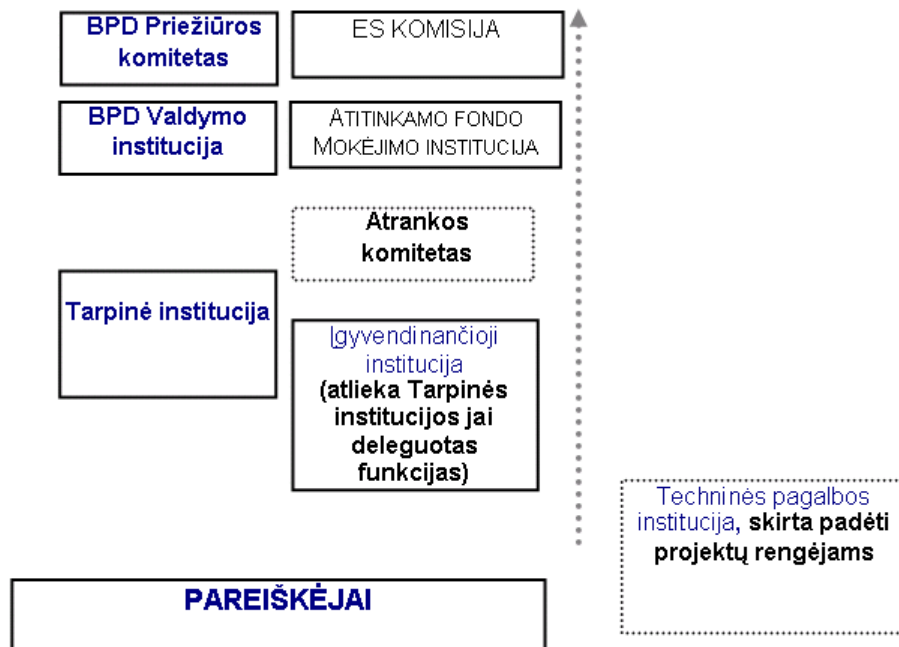 BPD Priežiūros
komitetas
ES KOMISIJA
BPD Valdymo
institucija
ATITINKAMO FONDO
MOKĖJIMO INSTITUCIJA
Atrankos
komitetas
Tarpinė institucija
Įgyvendinančioji
institucija
(atlieka Tarpinės
institucijos jai
deleguotas
funkcijas)
Techninės pagalbos
institucija, skirta padėti
projektų rengėjams
PAREIŠKĖJAI